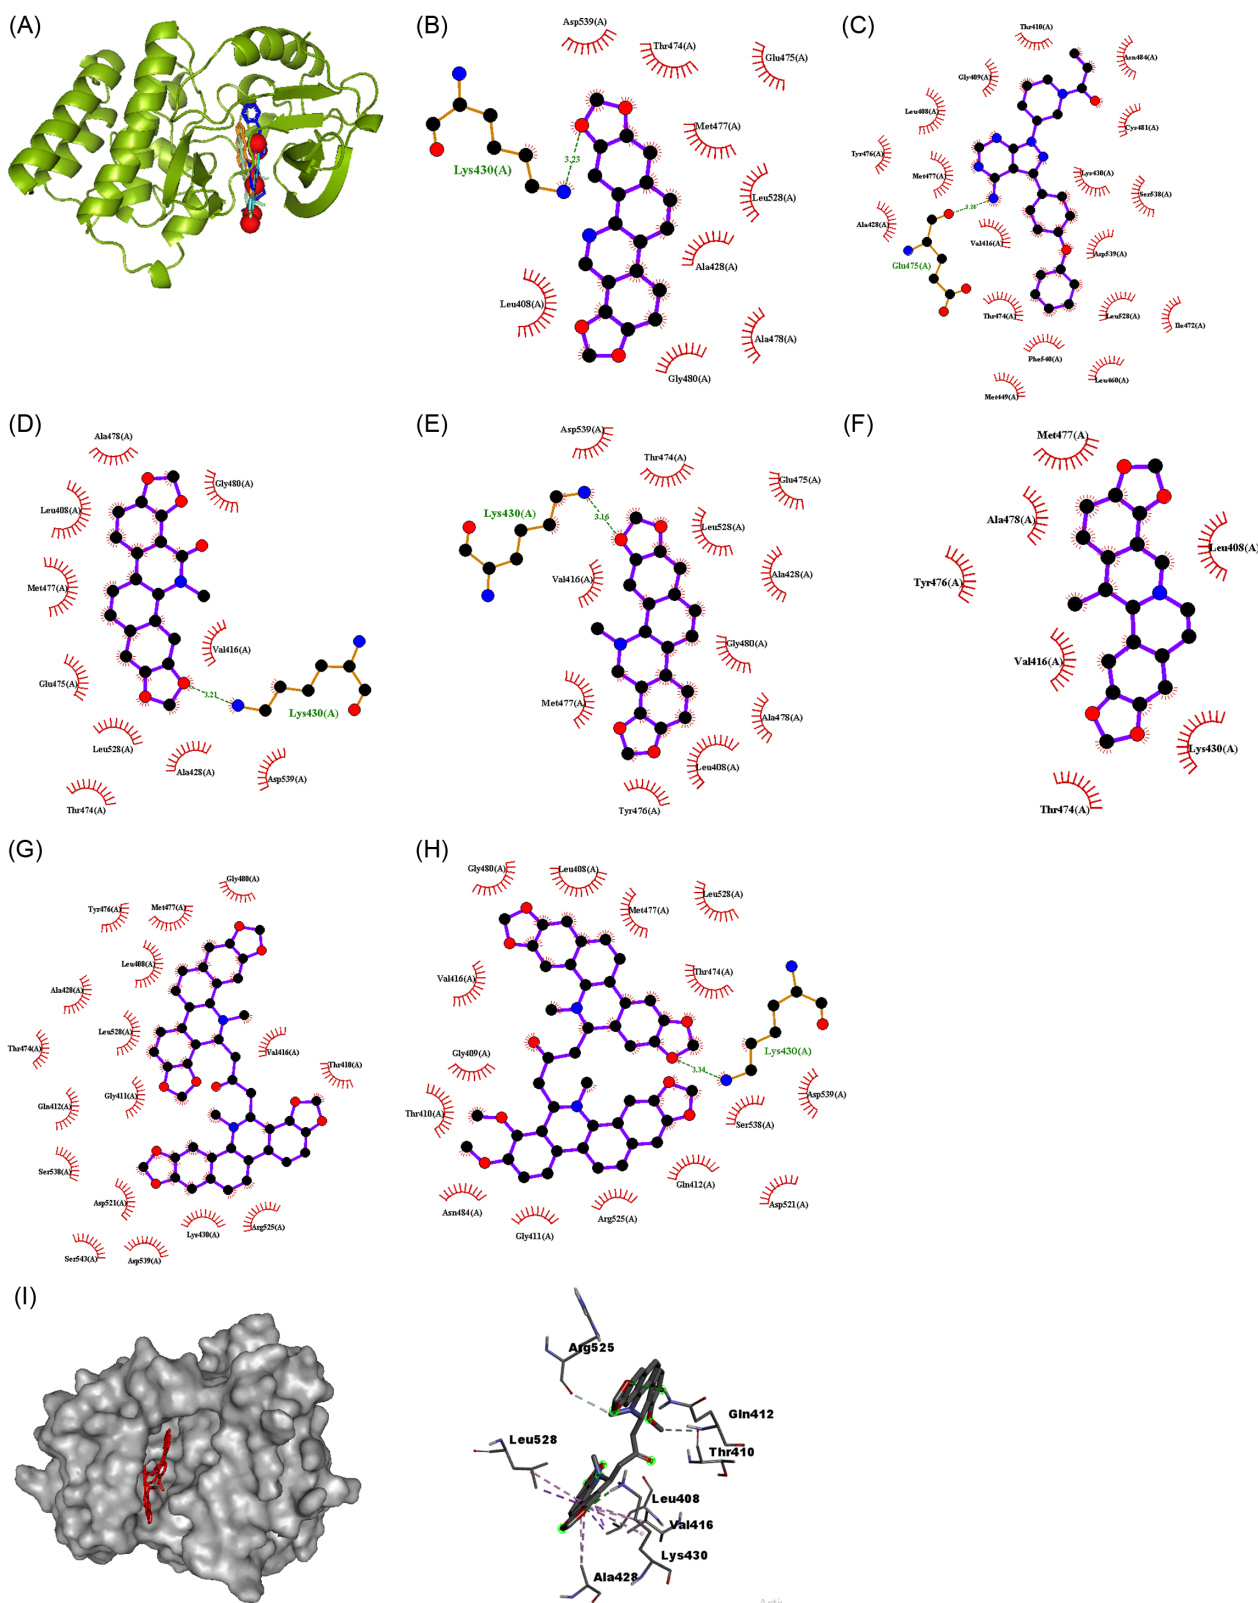 (A)
(B)
Asp539(A)
Thr474(A)
Glu475(A)
Met477(A)
Lys430(A)
3.23
Leu528(A)
Ala428(A)
Leu408(A)
Ala478(A)
Gly480(A)
(C)
Thr410(A)
Asn484(A)
Gly409(A)
Leu408(A)
Cys481(A)
Tyr476(A)
Met477(A)
Lys430(A)
Ser538(A)
Ala428(A)
Val416(A)
Glu475(A)
Asp539(A)
Thr474(A)
Leu528(A)
Ile472(A)
Phe540(A)
Leu460(A)
Met449(A)
(D)
Ala478(A)
Gly480(A)
Leu408(A)
Met477(A)
Val416(A)
Glu475(A)
3.21
Lys430(A)
Leu528(A)
Ala428(A)
Asp539(A)
Thr474(A)
(E)
Asp539(A)
Thr474(A)
Glu475(A)
Lys430(A)
3.16
Leu528(A)
Val416(A)
Ala428(A)
Gly480(A)
Met477(A)
Ala478(A)
Leu408(A)
Tyr476(A)
(F)
Met477(A)
Ala478(A)
Leu408(A)
Tyr476(A)
Val416(A)
Lys430(A)
Thr474(A)
(G)
Gly480(A)
Tyr476(A)
Met477(A)
Leu408(A)
Ala428(A)
Leu528(A)
Thr474(A)
Val416(A)
Thr410(A)
Gly411(A)
Gln412(A)
Ser538(A)
Asp521(A)
Lys430(A)
Arg525(A)
Ser543(A)
Asp539(A)
(H)
Gly480(A)
Leu408(A)
Met477(A)
Leu528(A)
Val416(A)
Thr474(A)
Lys430(A)
Gly409(A)
3.34
Thr410(A)
Asp539(A)
Ser538(A)
Gln412(A)
Asn484(A)
Gly411(A)
Arg525(A)
Asp521(A)
(I)
Arg525
Gln412
Leu528
Thr410
Leu408
Val416
Lys430
Ala428